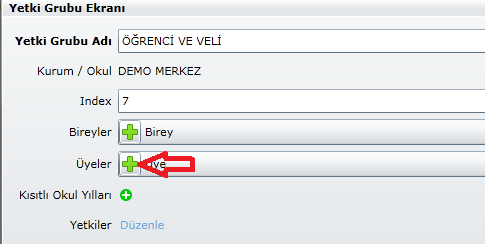 Yetki Grubu Ekranı
Yetki Grubu Adı ÖĞRENCİ VE VELİ
Kurum / Okul DEMO MERKEZ
Index 7
Bireyler Birey
Üyeler
Kısıtlı Okul Yılları
Yetkiler Düzenle